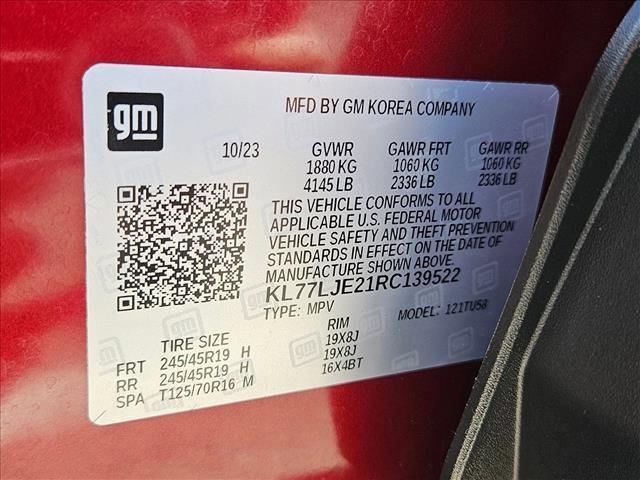 gm
MFD BY GM KOREA COMPANY
10/23 GVWR GAWR FRT GAWR RR
1880 KG 1060 KG 1060 KG
4145 LB 2336 LB 2336 LB
THIS VEHICLE CONFORMS TO ALL
APPLICABLE U.S. FEDERAL MOTOR
VEHICLE SAFETY AND THEFT PREVENTION
STANDARDS IN EFFECT ON THE DATE OF
MANUFACTURE SHOWN ABOVE.
KL77LJE21RC139522
TYPE: MPV MODEL: 121TU58
TIRE SIZE RIM
FRT 245/45R19 H 19X8J
RR 245/45R19 H 19X8J
SPA T125/70R16 M 16X4BT